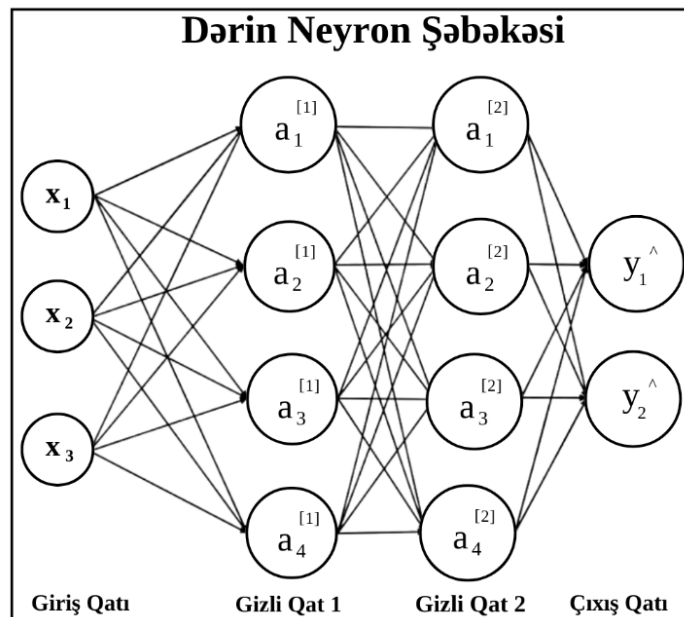 Dərin Neyron Şəbəkəsi
a₁[1]
a₁[2]
x₁
a₂[1]
a₂[2]
y₁^
x₂
a₃[1]
a₃[2]
y₂^
x₃
a₄[1]
a₄[2]
Giriş Qatı
Gizli Qat 1
Gizli Qat 2
Çıxış Qatı